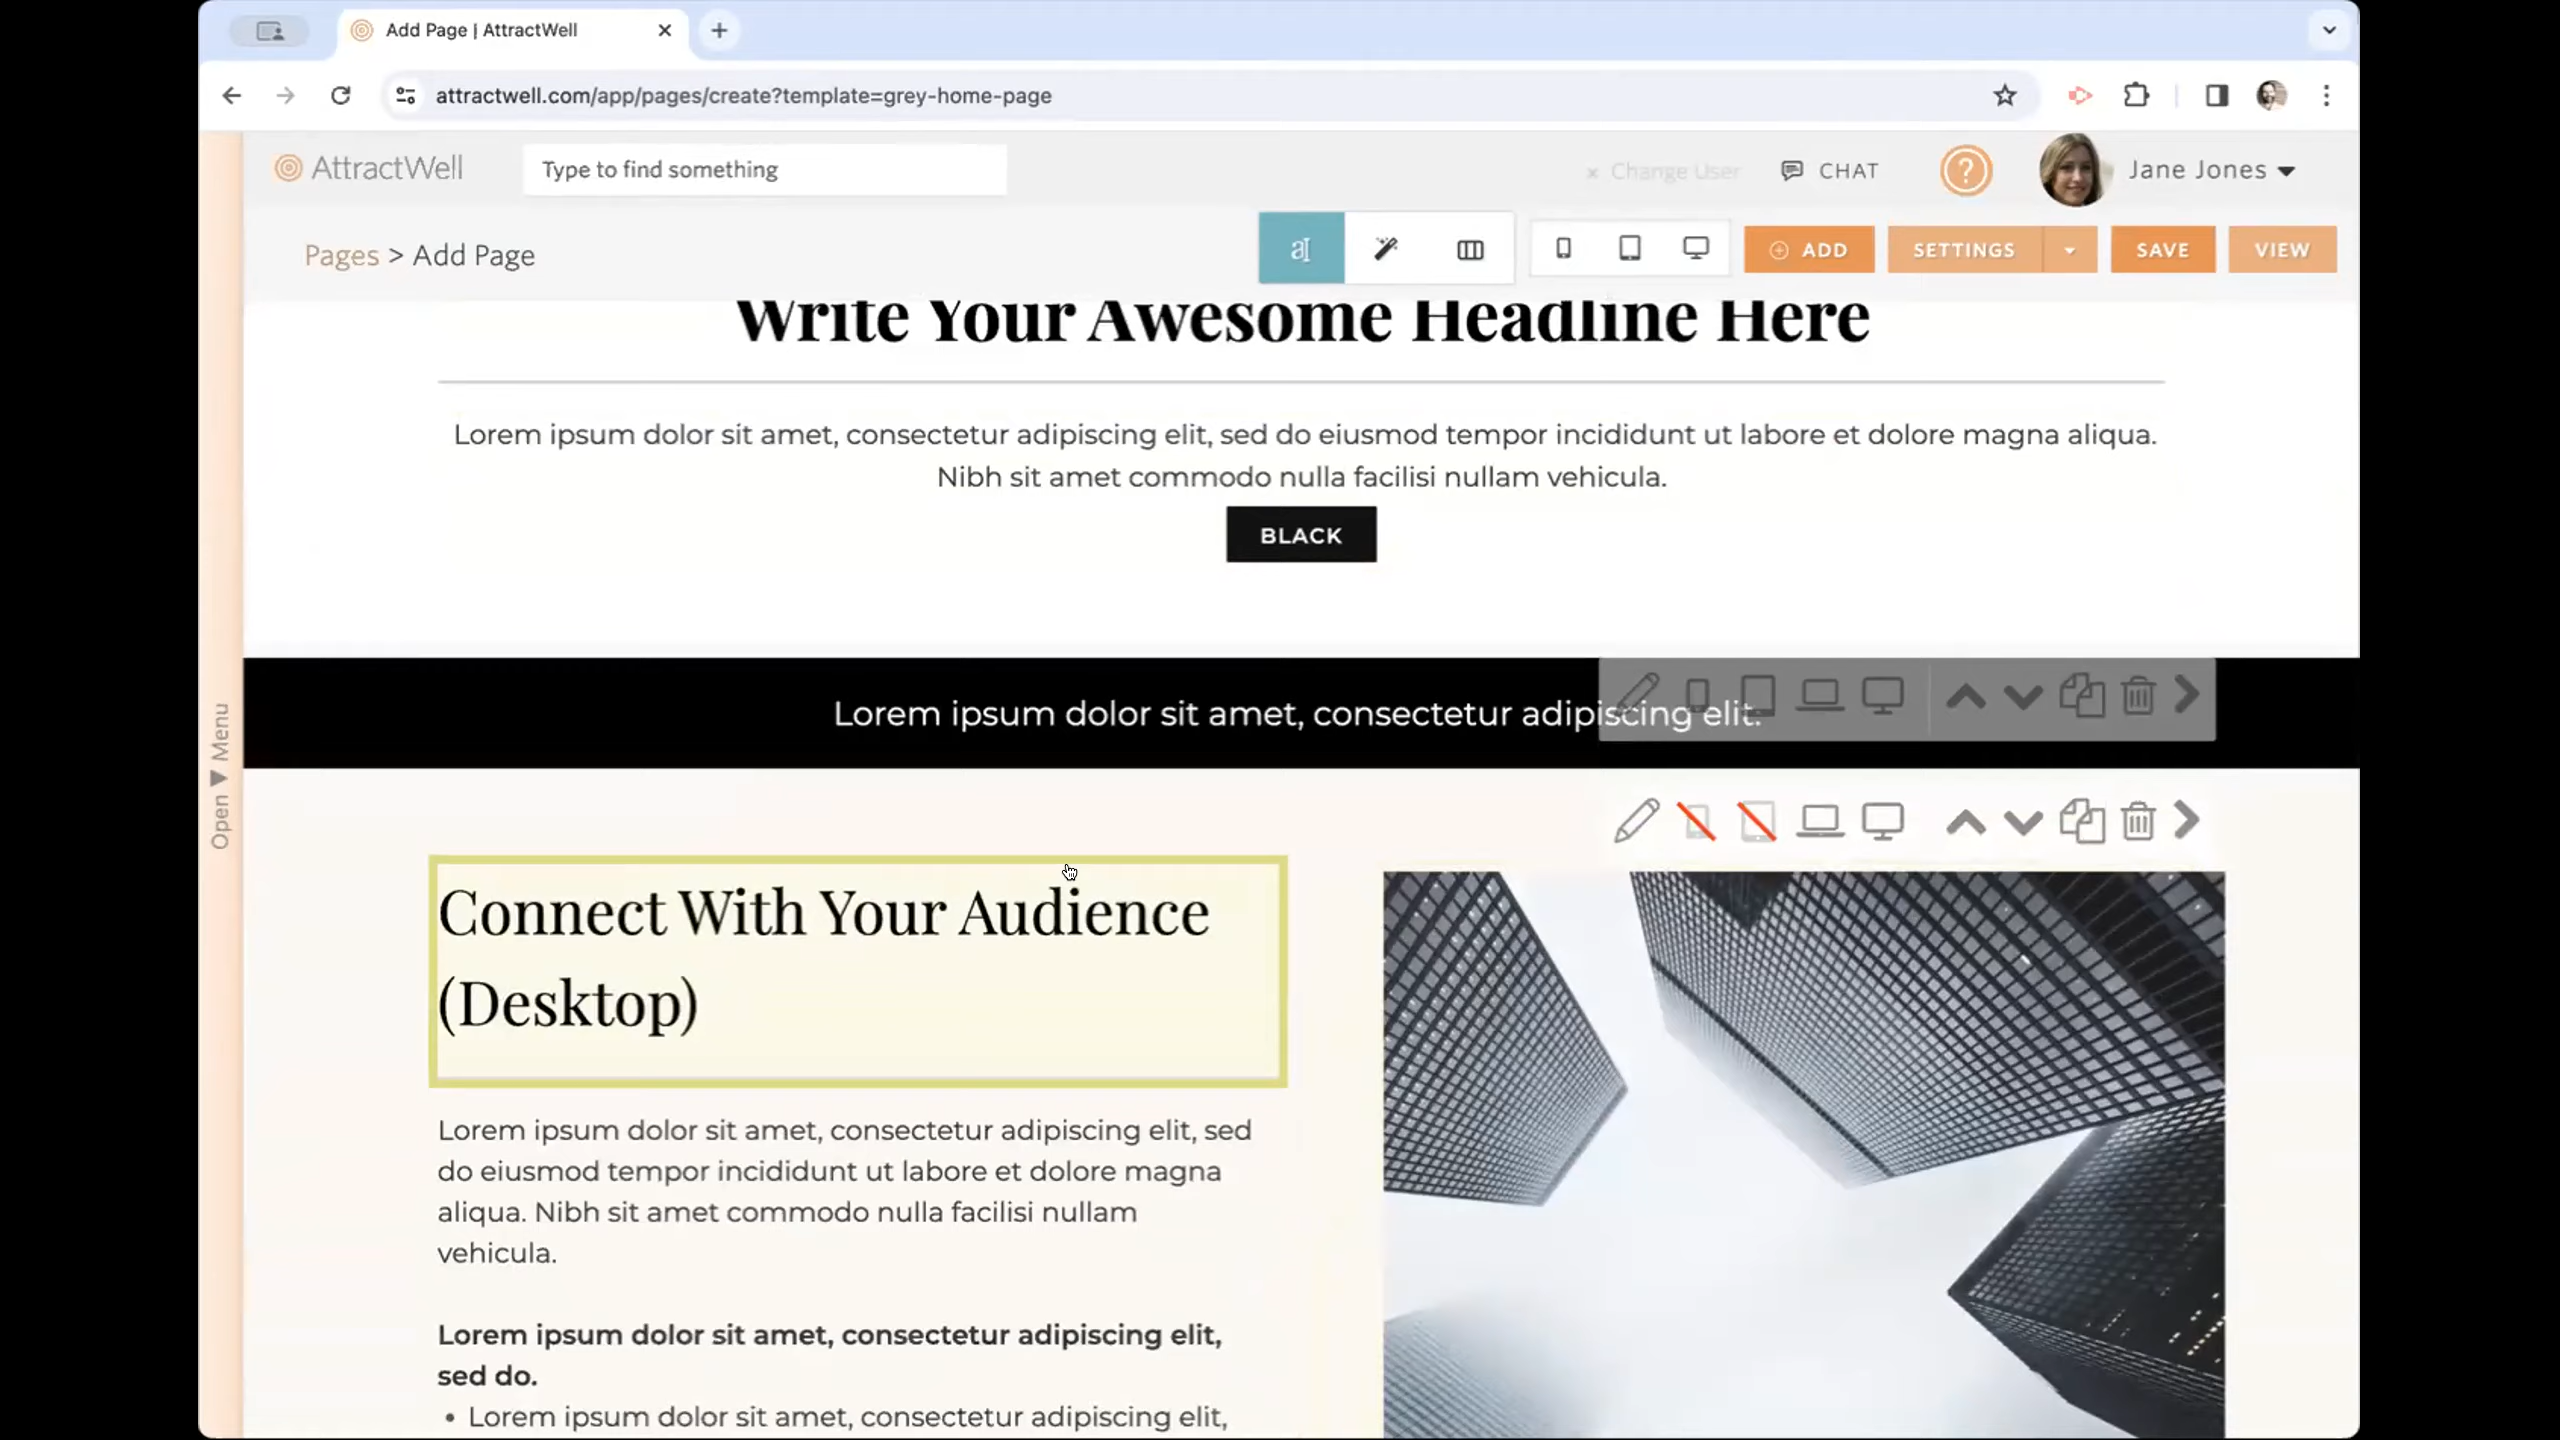 Add Page | AttractWell
attractwell.com/app/pages/create?template=grey-home-page
AttractWell
Type to find something
× Change User
CHAT
?
Jane Jones
Pages > Add Page
a
ADD
SETTINGS
SAVE
VIEW
Write Your Awesome Headline Here
Lorem ipsum dolor sit amet, consectetur adipiscing elit, sed do eiusmod tempor incididunt ut labore et dolore magna aliqua.
Nibh sit amet commodo nulla facilisi nullam vehicula.
BLACK
Lorem ipsum dolor sit amet, consectetur adipiscing elit.
Open Menu
Connect With Your Audience
(Desktop)
Lorem ipsum dolor sit amet, consectetur adipiscing elit, sed
do eiusmod tempor incididunt ut labore et dolore magna
aliqua. Nibh sit amet commodo nulla facilisi nullam
vehicula.
Lorem ipsum dolor sit amet, consectetur adipiscing elit,
sed do.
• Lorem ipsum dolor sit amet, consectetur adipiscing elit,